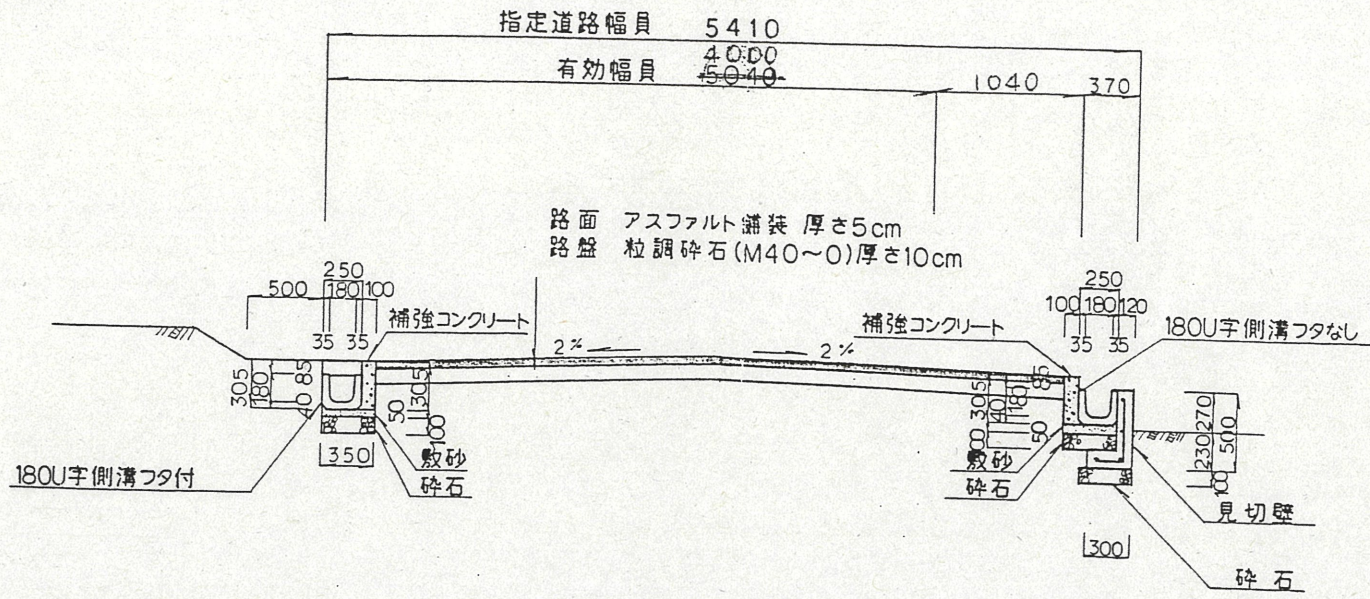 指定道路幅員 5410
4000
有効幅員 5040
1040 370
路面 アスファルト舗装 厚さ5cm
路盤 粒調砕石(M40~0)厚さ10cm
250
500 180 100
35 35
補強コンクリート
2%
2%
補強コンクリート
250
100 180 120
35 35
180U字側溝フタなし
305
180
40 85
50
305
100
350
敷砂
砕石
180U字側溝フタ付
85
305
40
180
50
敷砂
砕石
270
230
500
100
見切壁
300
砕石